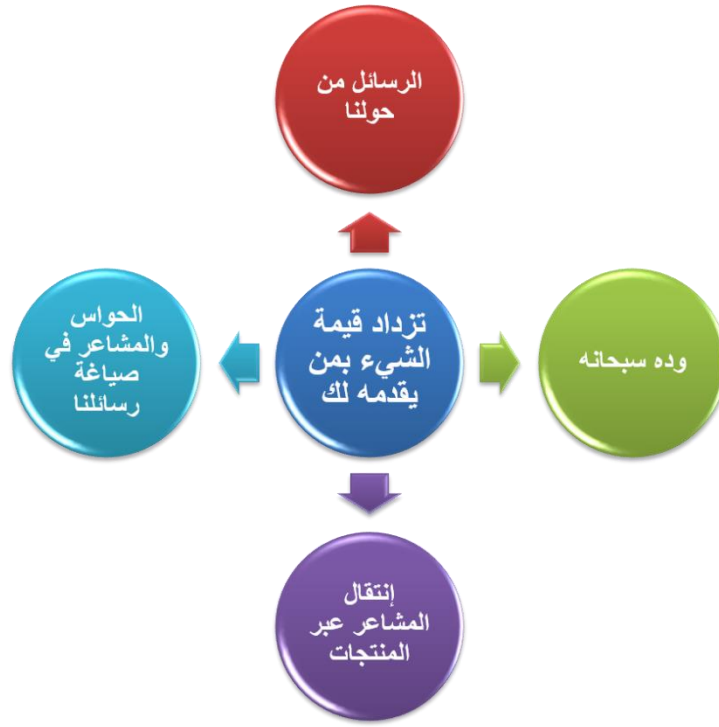 الرسائل من
حولنا
وده سبحانه
تزداد قيمة
الشيء بمن
يقدمه لك
الحواس
والمشاعر في
صياغة
رسائلنا
إنتقال
المشاعر عبر
المنتجات